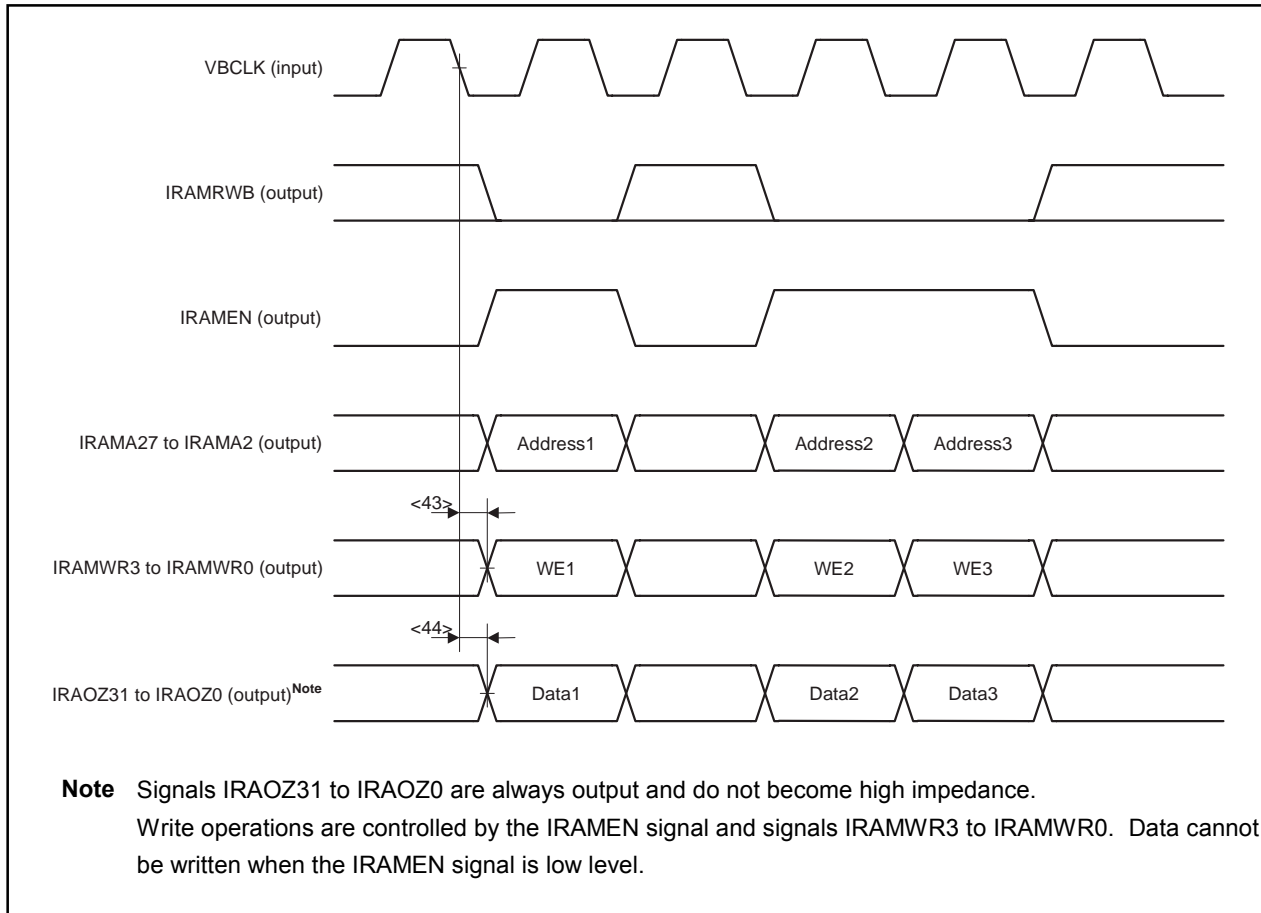 VBCLK (input)
IRAMRWB (output)
IRAMEN (output)
IRAMA27 to IRAMA2 (output)
Address1
Address2
Address3
<43>
IRAMWR3 to IRAMWR0 (output)
WE1
WE2
WE3
<44>
IRAOZ31 to IRAOZ0 (output)Note
Data1
Data2
Data3
Note Signals IRAOZ31 to IRAOZ0 are always output and do not become high impedance.
Write operations are controlled by the IRAMEN signal and signals IRAMWR3 to IRAMWR0. Data cannot
be written when the IRAMEN signal is low level.